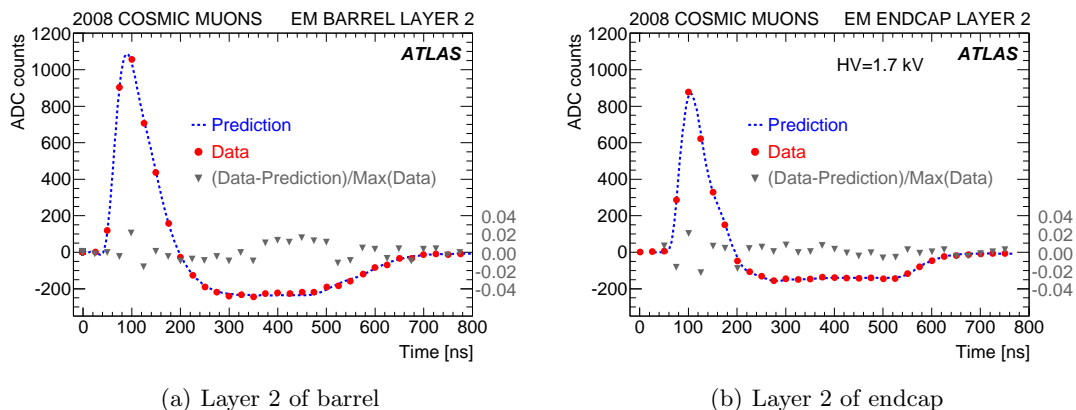 2008 COSMIC MUONS EM BARREL LAYER 2
ADC counts
1200
1000
800
600
400
200
0
-200
ATLAS
Prediction
Data
(Data-Prediction)/Max(Data)
0.04
0.02
0.00
-0.02
-0.04
0 100 200 300 400 500 600 700 800
Time [ns]
(a) Layer 2 of barrel
2008 COSMIC MUONS EM ENDCAP LAYER 2
ADC counts
1200
1000
800
600
400
200
0
-200
HV=1.7 kV
ATLAS
Prediction
Data
(Data-Prediction)/Max(Data)
0.04
0.02
0.00
-0.02
-0.04
0 100 200 300 400 500 600 700 800
Time [ns]
(b) Layer 2 of endcap